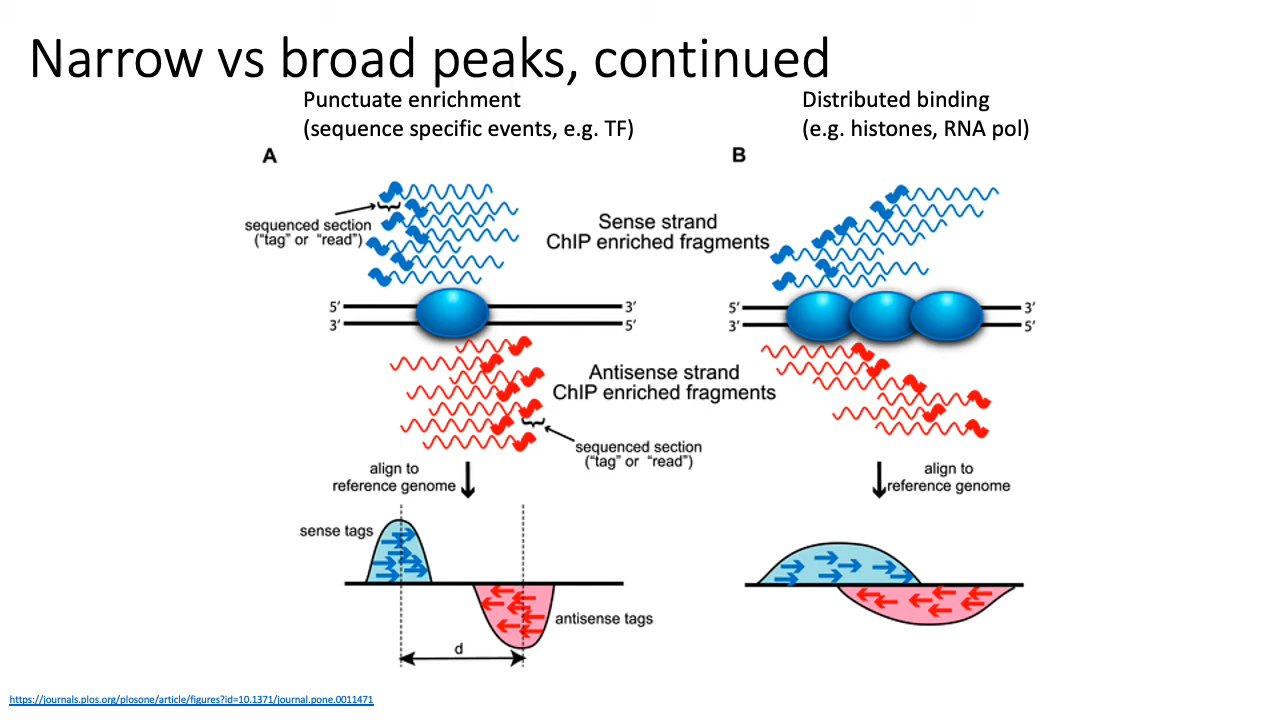 Narrow vs broad peaks, continued
Punctuate enrichment
(sequence specific events, e.g. TF)
Distributed binding
(e.g. histones, RNA pol)
A
B
sequenced section
("tag" or "read")
Sense strand
ChIP enriched fragments
5'
3'
3'
5'
5'
3'
3'
5'
Antisense strand
ChIP enriched fragments
sequenced section
("tag" or "read")
align to
reference genome
align to
reference genome
sense tags
antisense tags
d
https://journals.plos.org/plosone/article/figures?id=10.1371/journal.pone.0011471